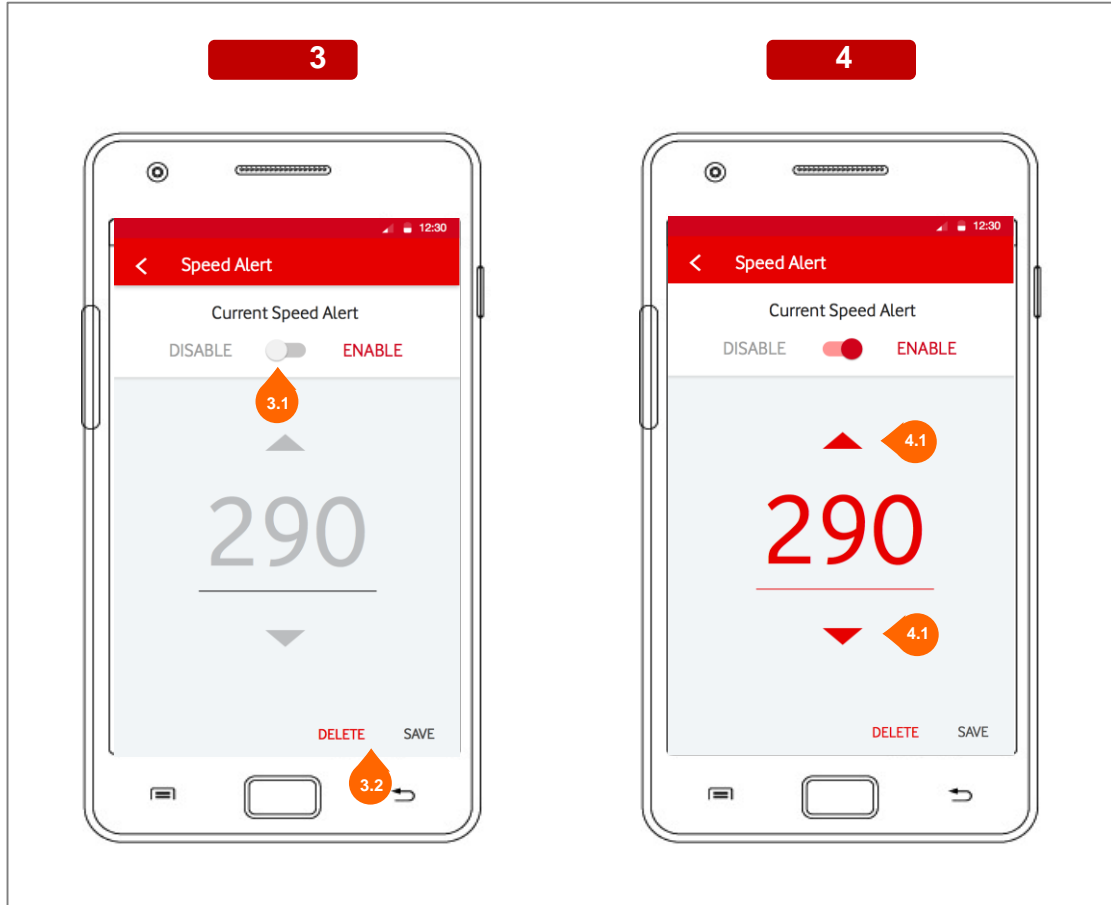 3
12:30
Speed Alert
Current Speed Alert
DISABLE ENABLE
3.1
290
DELETE SAVE
3.2
4
12:30
Speed Alert
Current Speed Alert
DISABLE ENABLE
4.1
290
4.1
DELETE SAVE